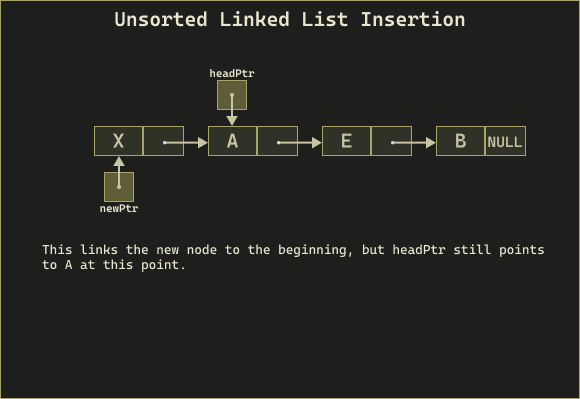 Unsorted Linked List Insertion
headPtr
X A E B NULL
newPtr
This links the new node to the beginning, but headPtr still points
to A at this point.